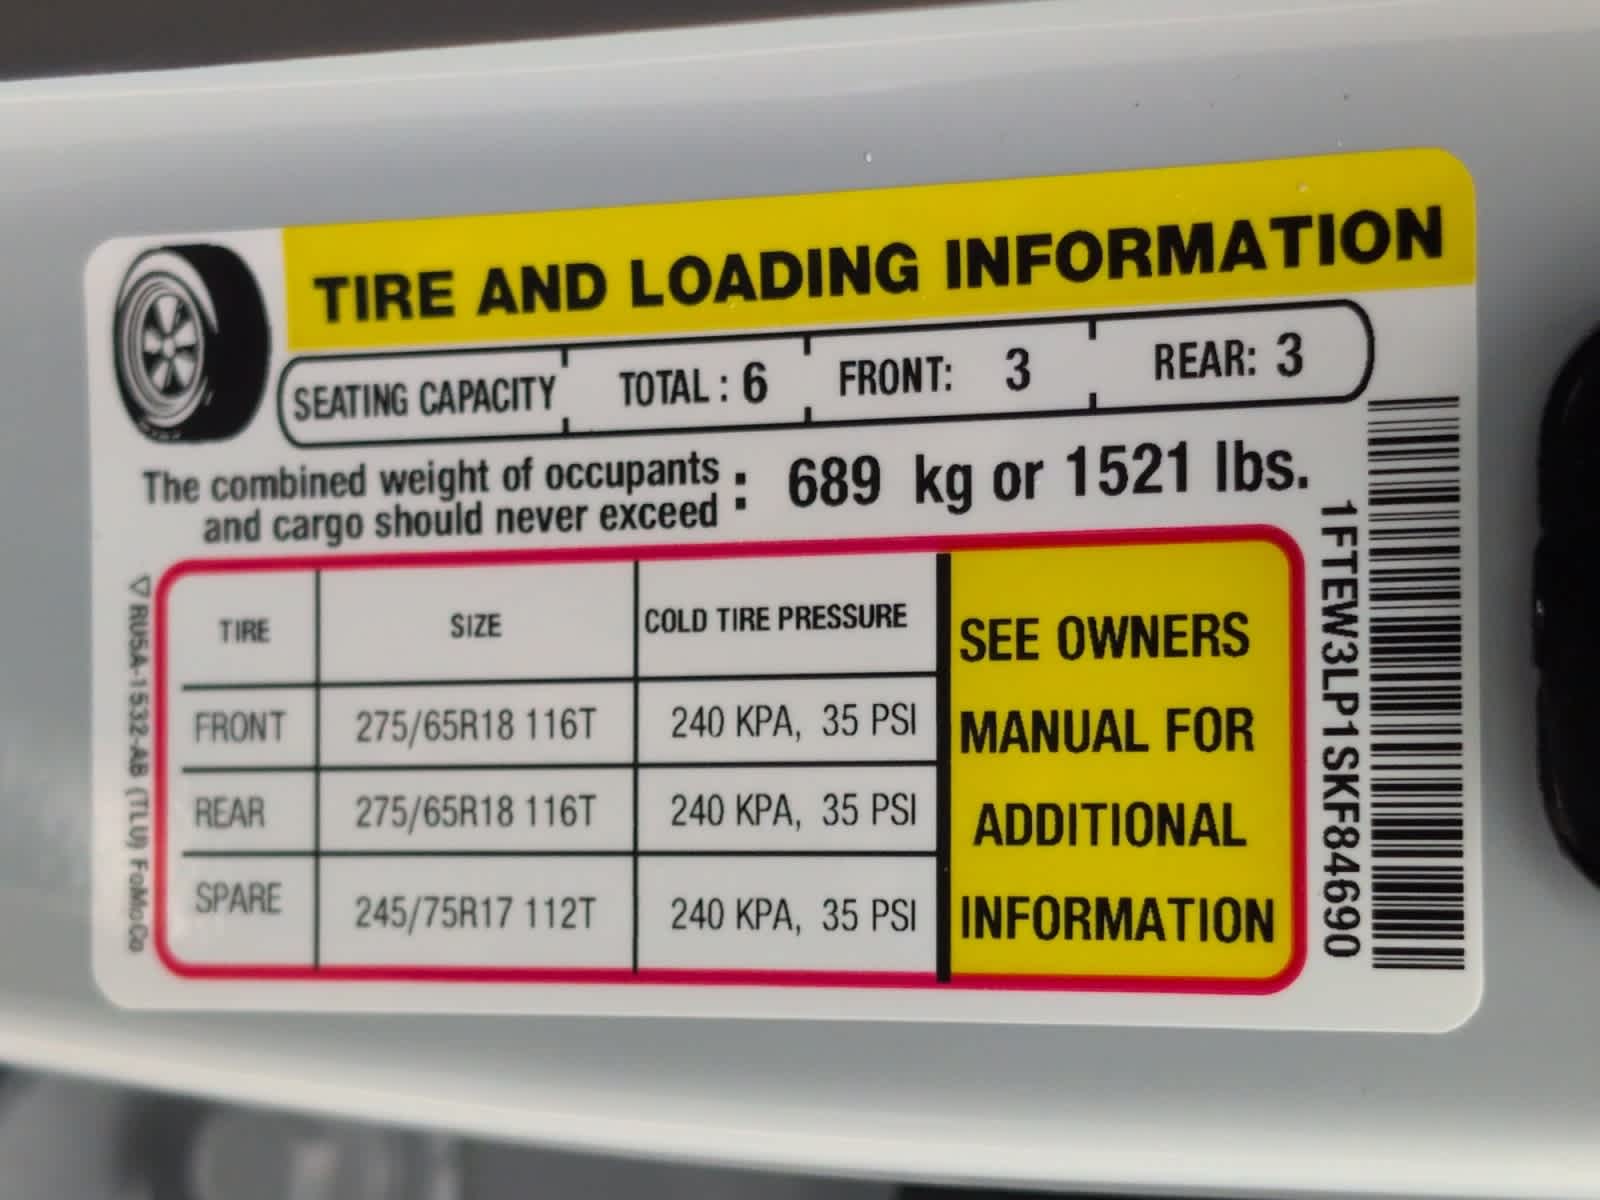 TIRE AND LOADING INFORMATION
SEATING CAPACITY TOTAL : 6 FRONT: 3 REAR: 3
The combined weight of occupants
and cargo should never exceed : 689 kg or 1521 lbs.
TIRE SIZE COLD TIRE PRESSURE
FRONT 275/65R18 116T 240 KPA, 35 PSI
REAR 275/65R18 116T 240 KPA, 35 PSI
SPARE 245/75R17 112T 240 KPA, 35 PSI
SEE OWNERS
MANUAL FOR
ADDITIONAL
INFORMATION
1FTEW3LP1SKF84690
RU5A-1532-AB (TLU) FoMoCo